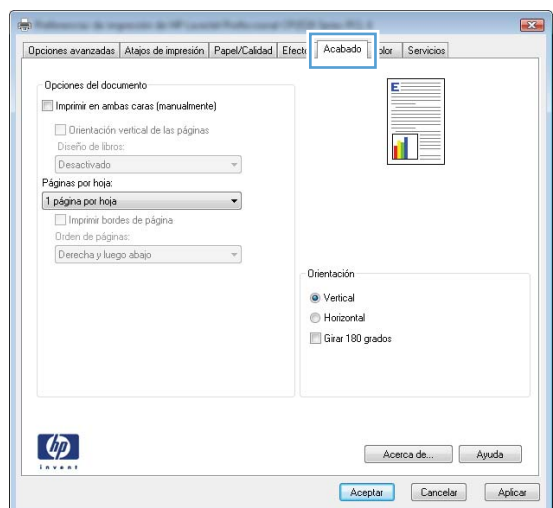 Opciones avanzadas Atajos de impresión Papel/Calidad Acabado Servicios
Opciones del documento
Imprimir en ambas caras (manualmente)
Orientación vertical de las páginas
Diseño de libros:
Desactivado
Páginas por hoja:
1 página por hoja
Imprimir bordes de página
Orden de páginas:
Derecha y luego abajo
E
Orientación
Vertical
Horizontal
Girar 180 grados
hp
invent
Acerca de... Ayuda
Aceptar Cancelar Aplicar